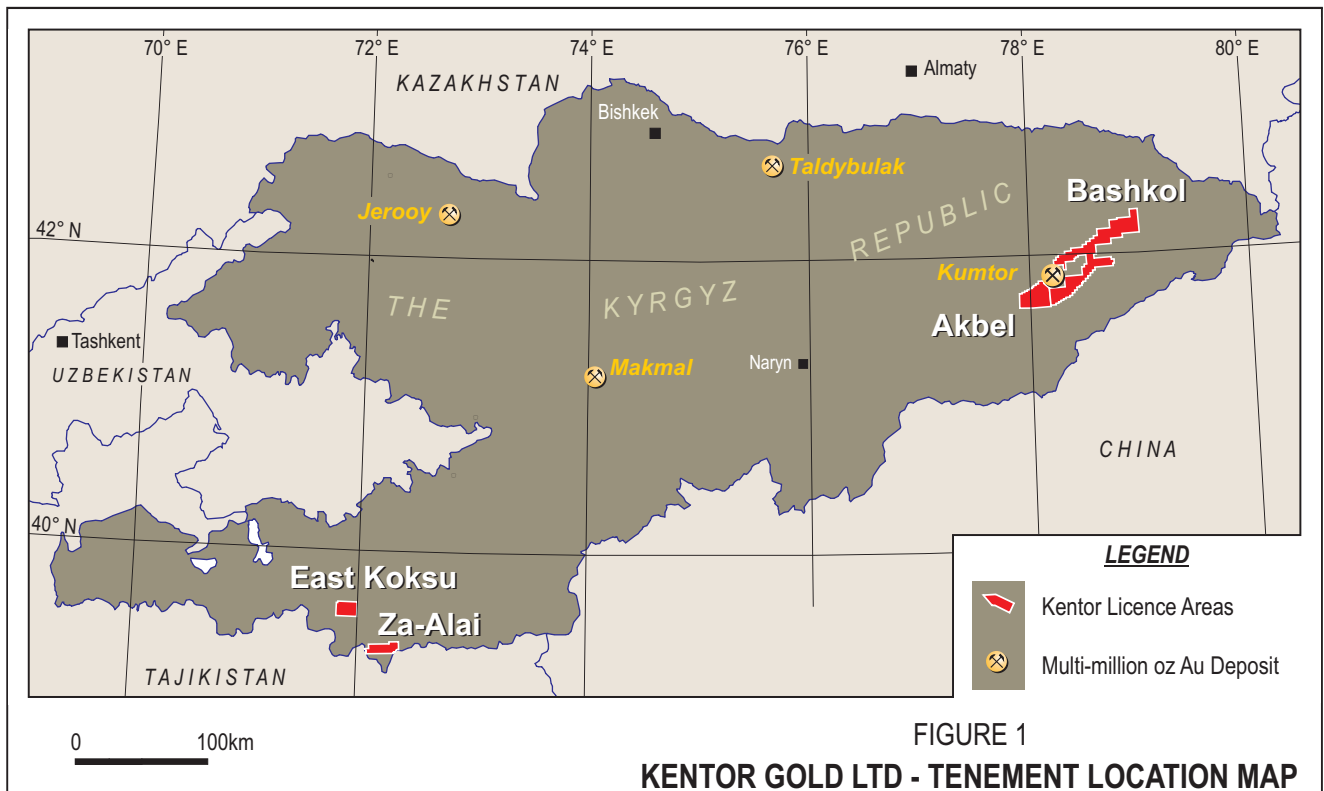 70° E
72° E
74° E
76° E
78° E
80° E
KAZAKHSTAN
Almaty
Bishkek
Taldybulak
Bashkol
Jerooy
REPUBLIC
42° N
Kumtor
THE
KYRGYZ
Akbel
Tashkent
Naryn
UZBEKISTAN
Makmal
CHINA
40° N
LEGEND
East Koksu
Kentor Licence Areas
Za-Alai
Multi-million oz Au Deposit
TAJIKISTAN
0 100km
FIGURE 1
KENTOR GOLD LTD - TENEMENT LOCATION MAP